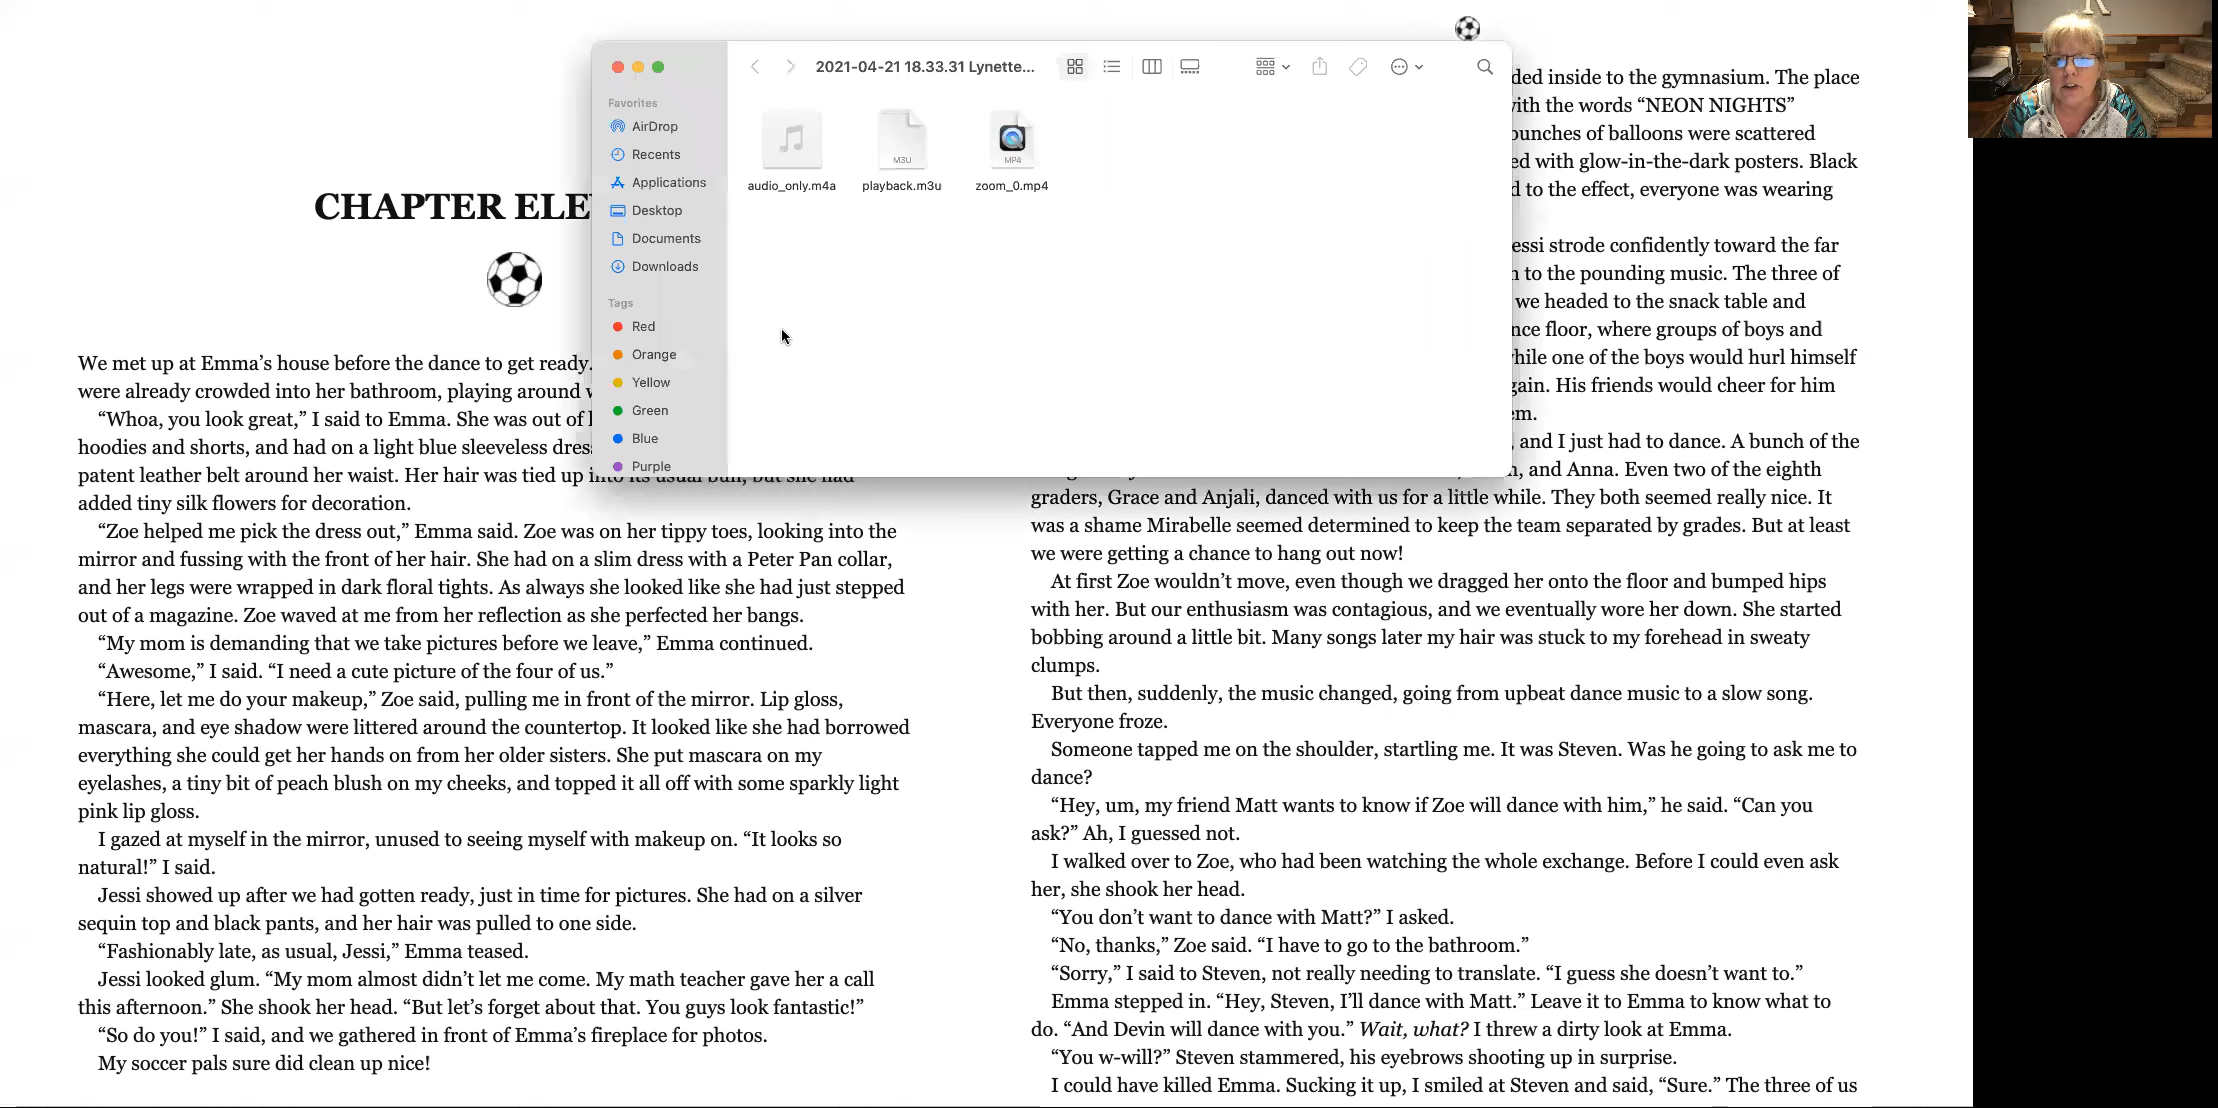 2021-04-21 18.33.31 Lynette...
Favorites
AirDrop
Recents
Applications
Desktop
Documents
Downloads
Tags
Red
Orange
Yellow
Green
Blue
Purple
M3U
MP4
audio_only.m4a
playback.m3u
zoom_0.mp4
CHAPTER
We met up at Emma’s house before the dance to get ready.
were already crowded into her bathroom, playing around
“Whoa, you look great,” I said to Emma. She was out of
hoodies and shorts, and had on a light blue sleeveless
patent leather belt around her waist. Her hair was tied up into its usual bun, but she had
added tiny silk flowers for decoration.
“Zoe helped me pick the dress out,” Emma said. Zoe was on her tippy toes, looking into the
mirror and fussing with the front of her hair. She had on a slim dress with a Peter Pan collar,
and her legs were wrapped in dark floral tights. As always she looked like she had just stepped
out of a magazine. Zoe waved at me from her reflection as she perfected her bangs.
“My mom is demanding that we take pictures before we leave,” Emma continued.
“Awesome,” I said. “I need a cute picture of the four of us.”
“Here, let me do your makeup,” Zoe said, pulling me in front of the mirror. Lip gloss,
mascara, and eye shadow were littered around the countertop. It looked like she had borrowed
everything she could get her hands on from her older sisters. She put mascara on my
eyelashes, a tiny bit of peach blush on my cheeks, and topped it all off with some sparkly light
pink lip gloss.
I gazed at myself in the mirror, unused to seeing myself with makeup on. “It looks so
natural!” I said.
Jessi showed up after we had gotten ready, just in time for pictures. She had on a silver
sequin top and black pants, and her hair was pulled to one side.
“Fashionably late, as usual, Jessi,” Emma teased.
Jessi looked glum. “My mom almost didn’t let me come. My math teacher gave her a call
this afternoon.” She shook her head. “But let’s forget about that. You guys look fantastic!”
“So do you!” I said, and we gathered in front of Emma’s fireplace for photos.
My soccer pals sure did clean up nice!
inside to the gymnasium. The place
with the words “NEON NIGHTS”
bunches of balloons were scattered
with glow-in-the-dark posters. Black
to the effect, everyone was wearing
Jessi strode confidently toward the far
to the pounding music. The three of
we headed to the snack table and
floor, where groups of boys and
while one of the boys would hurl himself
again. His friends would cheer for him
and I just had to dance. A bunch of the
and Anna. Even two of the eighth
graders, Grace and Anjali, danced with us for a little while. They both seemed really nice. It
was a shame Mirabelle seemed determined to keep the team separated by grades. But at least
we were getting a chance to hang out now!
At first Zoe wouldn’t move, even though we dragged her onto the floor and bumped hips
with her. But our enthusiasm was contagious, and we eventually wore her down. She started
bobbing around a little bit. Many songs later my hair was stuck to my forehead in sweaty
clumps.
But then, suddenly, the music changed, going from upbeat dance music to a slow song.
Everyone froze.
Someone tapped me on the shoulder, startling me. It was Steven. Was he going to ask me to
dance?
“Hey, um, my friend Matt wants to know if Zoe will dance with him,” he said. “Can you
ask?” Ah, I guessed not.
I walked over to Zoe, who had been watching the whole exchange. Before I could even ask
her, she shook her head.
“You don’t want to dance with Matt?” I asked.
“No, thanks,” Zoe said. “I have to go to the bathroom.”
“Sorry,” I said to Steven, not really needing to translate. “I guess she doesn’t want to.”
Emma stepped in. “Hey, Steven, I’ll dance with Matt.” Leave it to Emma to know what to
do. “And Devin will dance with you.” Wait, what? I threw a dirty look at Emma.
“You w-will?” Steven stammered, his eyebrows shooting up in surprise.
I could have killed Emma. Sucking it up, I smiled at Steven and said, “Sure.” The three of us